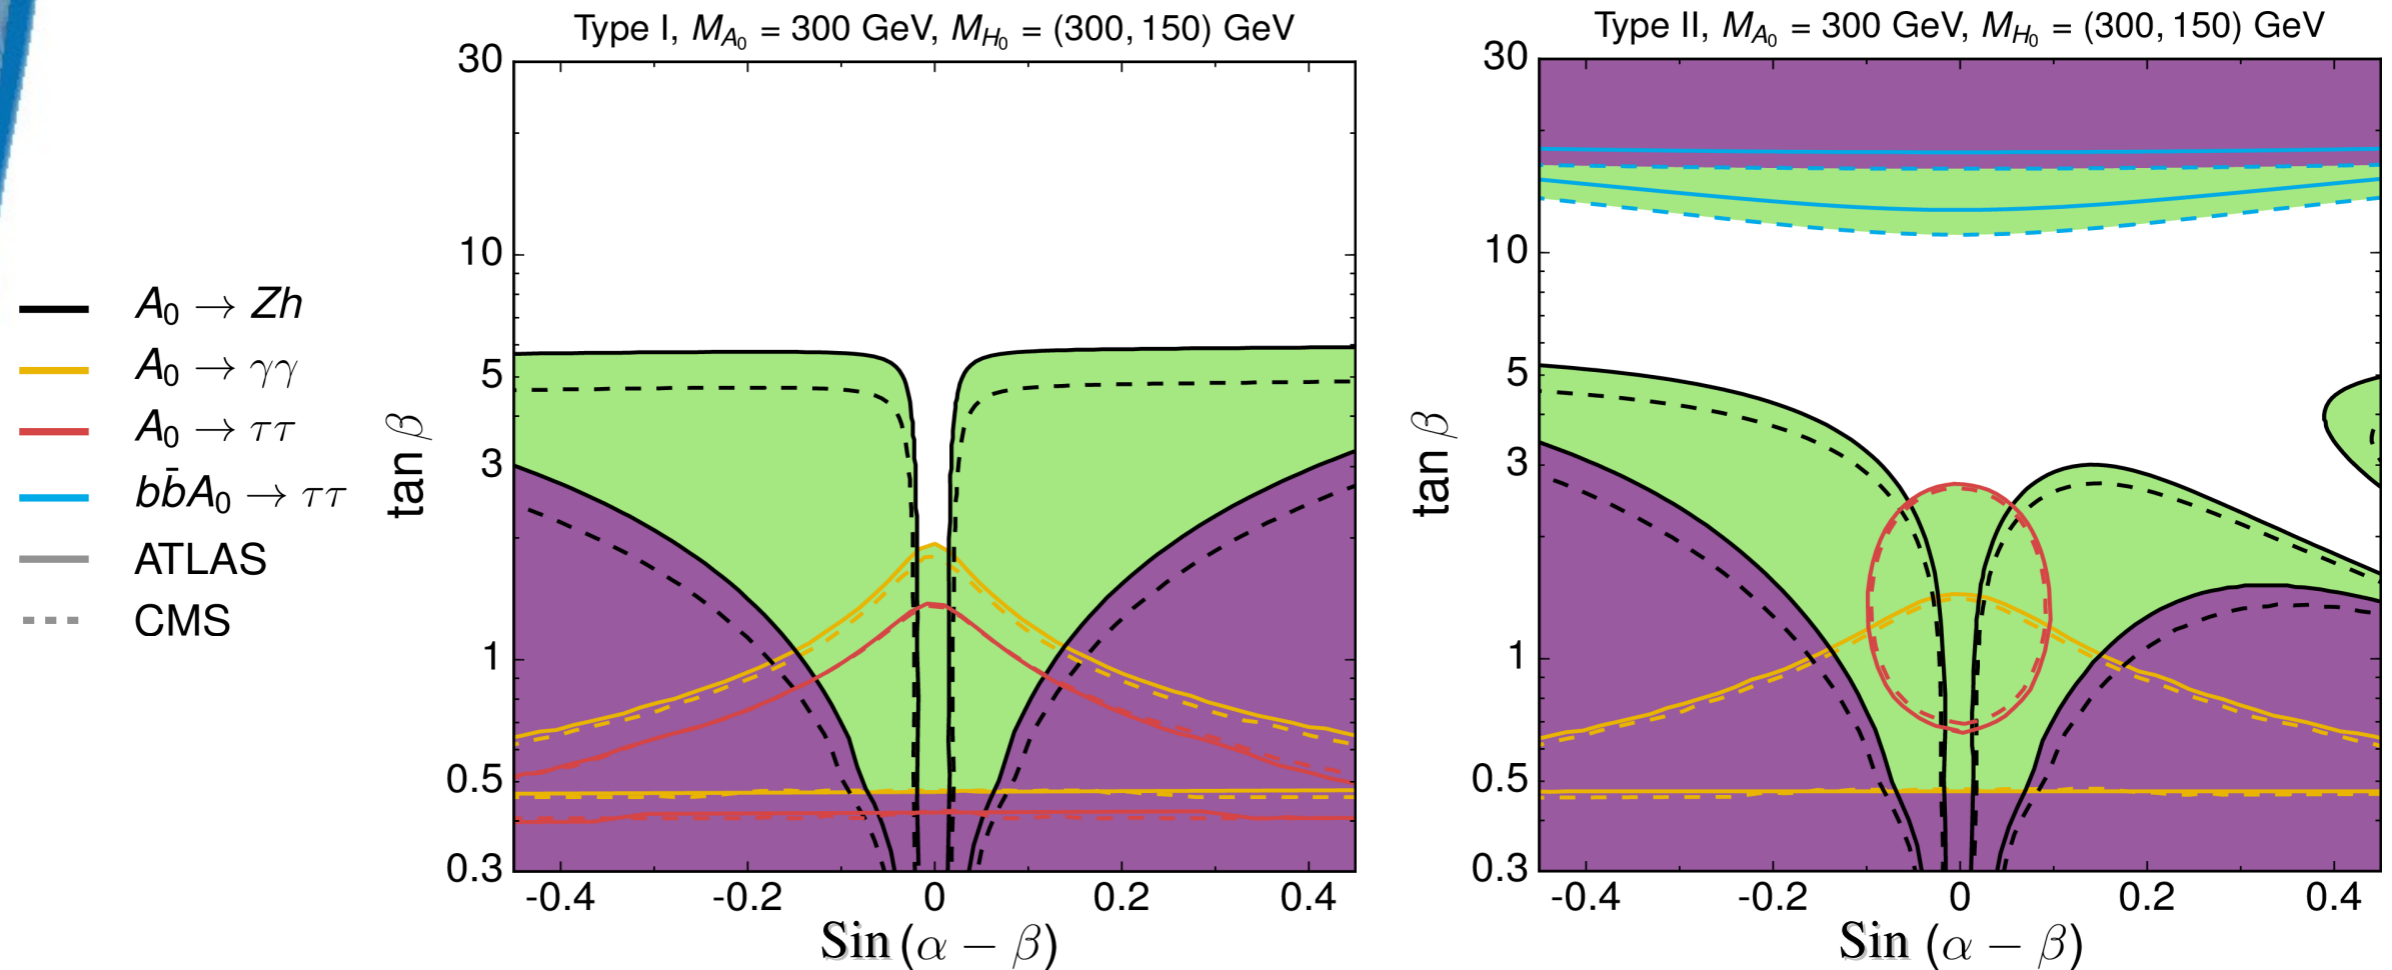 Type I, M_{A_0} = 300 GeV, M_{H_0} = (300, 150) GeV
Type II, M_{A_0} = 300 GeV, M_{H_0} = (300, 150) GeV
A_0 → Zh
A_0 → γγ
A_0 → ττ
b\bar{b}A_0 → ττ
ATLAS
CMS
tan β
30
10
5
3
1
0.5
0.3
-0.4 -0.2 0 0.2 0.4
Sin (α − β)
tan β
30
10
5
3
1
0.5
0.3
-0.4 -0.2 0 0.2 0.4
Sin (α − β)